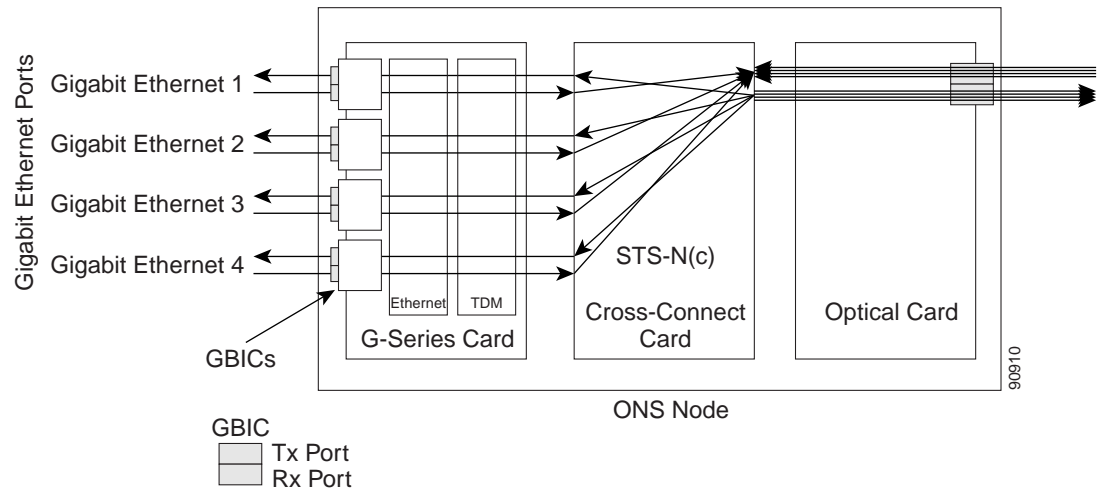 Gigabit Ethernet Ports
Gigabit Ethernet 1
Gigabit Ethernet 2
Gigabit Ethernet 3
Gigabit Ethernet 4
GBICs
Ethernet
TDM
G-Series Card
STS-N(c)
Cross-Connect
Card
Optical Card
90910
ONS Node
GBIC
Tx Port
Rx Port